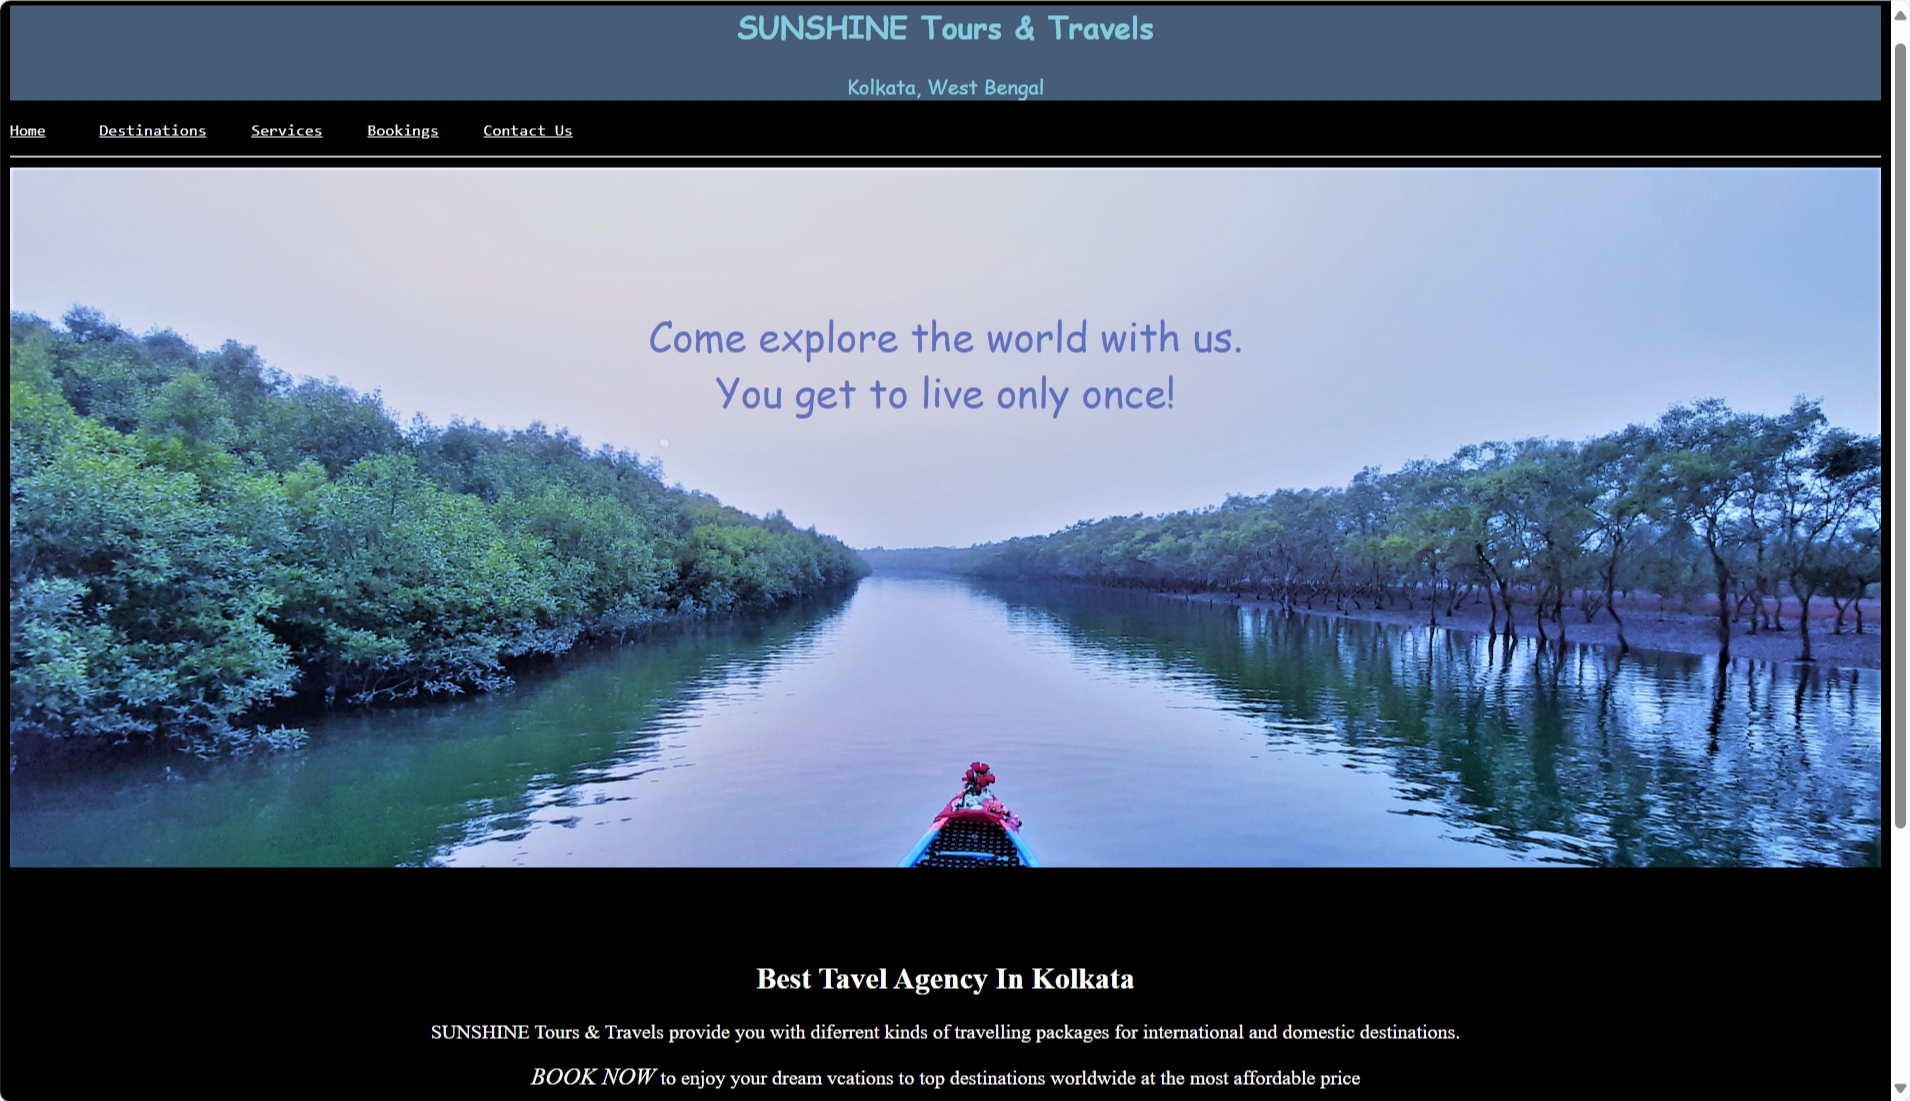 SUNSHINE Tours & Travels
Kolkata, West Bengal
Home Destinations Services Bookings Contact Us
Come explore the world with us.
You get to live only once!
Best Tavel Agency In Kolkata
SUNSHINE Tours & Travels provide you with diferrent kinds of travelling packages for international and domestic destinations.
BOOK NOW to enjoy your dream vcations to top destinations worldwide at the most affordable price